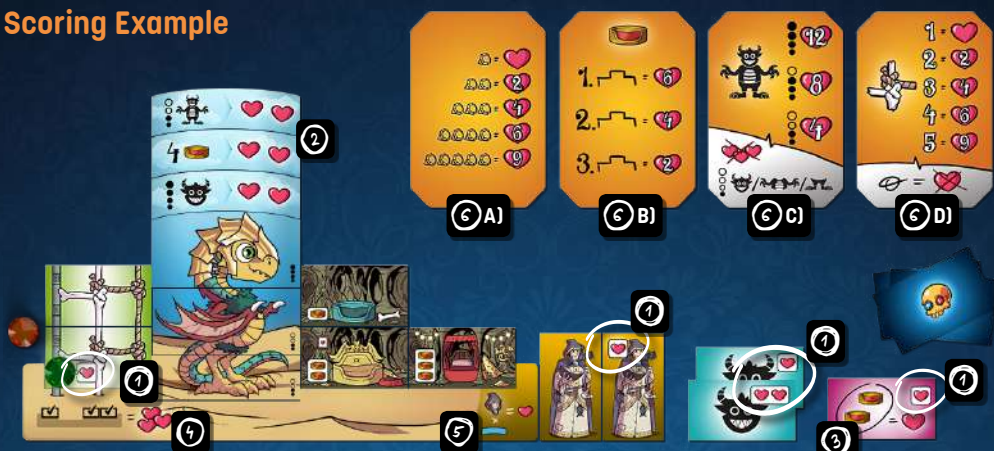 Scoring Example
= 
= 2
= 4
= 6
= 9
6 A)
1. = 6
2. = 4
3. = 2
6 B)
12
8
4
/ /
6 C)
1 =
2 = 2
3 = 4
4 = 6
5 = 9
=
6 D)
2
4
1
1
1
1
=
4
5
=
=
3